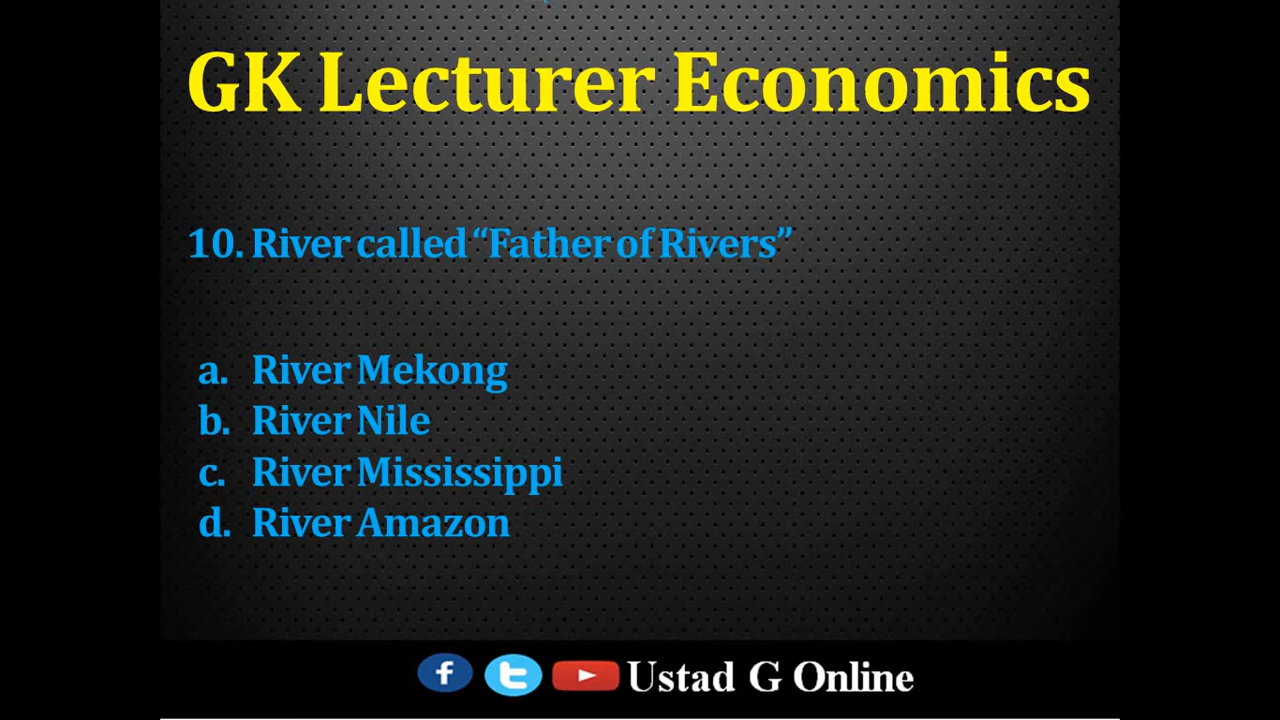 GK Lecturer Economics
10. River called “Father of Rivers”
a. River Mekong
b. River Nile
c. River Mississippi
d. River Amazon
Ustad G Online